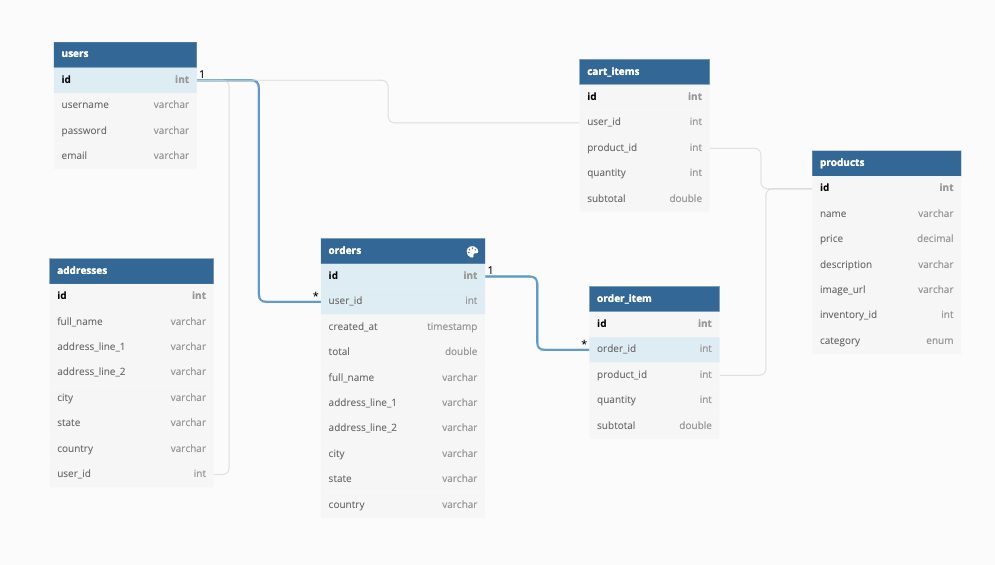 users
id int
username varchar
password varchar
email varchar
1
addresses
id int
full_name varchar
address_line_1 varchar
address_line_2 varchar
city varchar
state varchar
country varchar
user_id int
orders
id int
user_id int
created_at timestamp
total double
full_name varchar
address_line_1 varchar
address_line_2 varchar
city varchar
state varchar
country varchar
*
1
cart_items
id int
user_id int
product_id int
quantity int
subtotal double
order_item
id int
order_id int
product_id int
quantity int
subtotal double
*
products
id int
name varchar
price decimal
description varchar
image_url varchar
inventory_id int
category enum